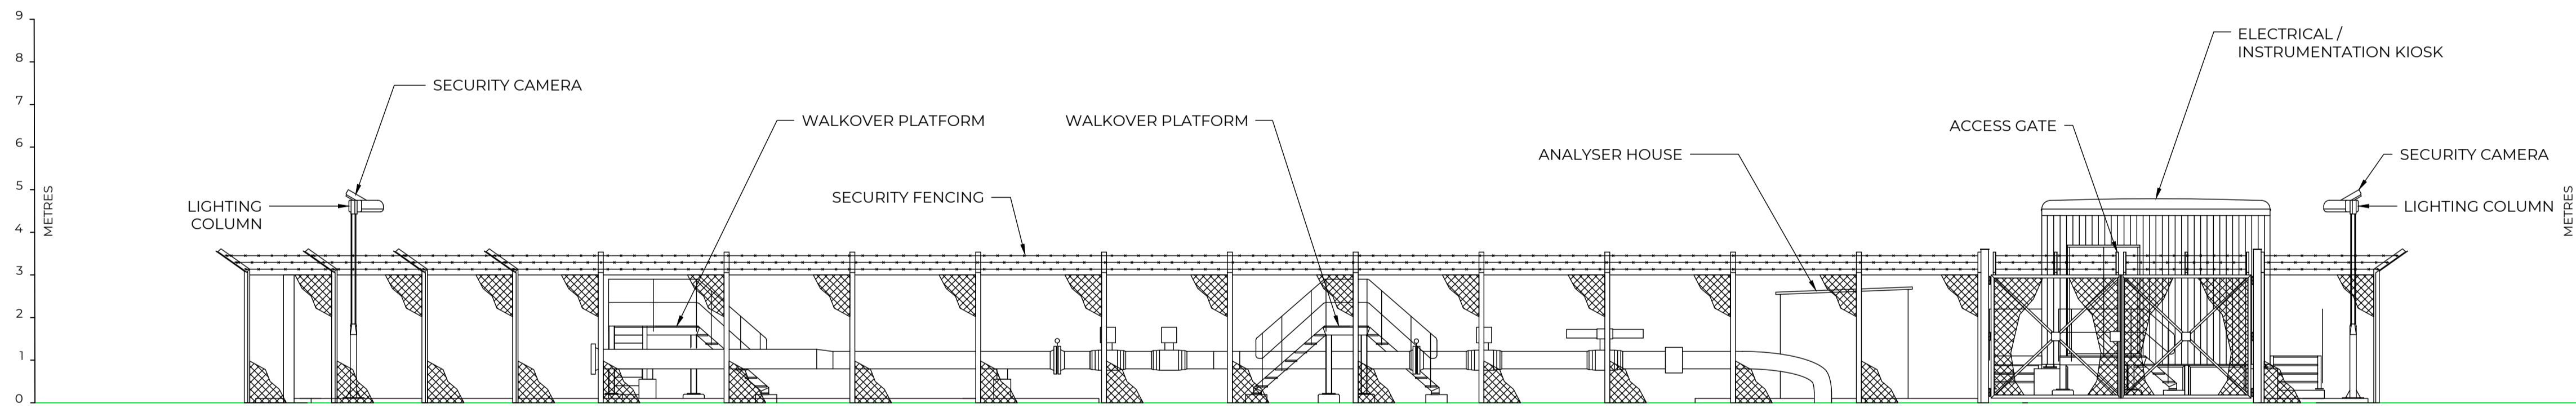 9
8
7
6
5
4
3
2
1
0
METRES
SECURITY CAMERA
LIGHTING
COLUMN
WALKOVER PLATFORM
WALKOVER PLATFORM
SECURITY FENCING
ANALYSER HOUSE
ACCESS GATE
ELECTRICAL /
INSTRUMENTATION KIOSK
SECURITY CAMERA
LIGHTING COLUMN
METRES